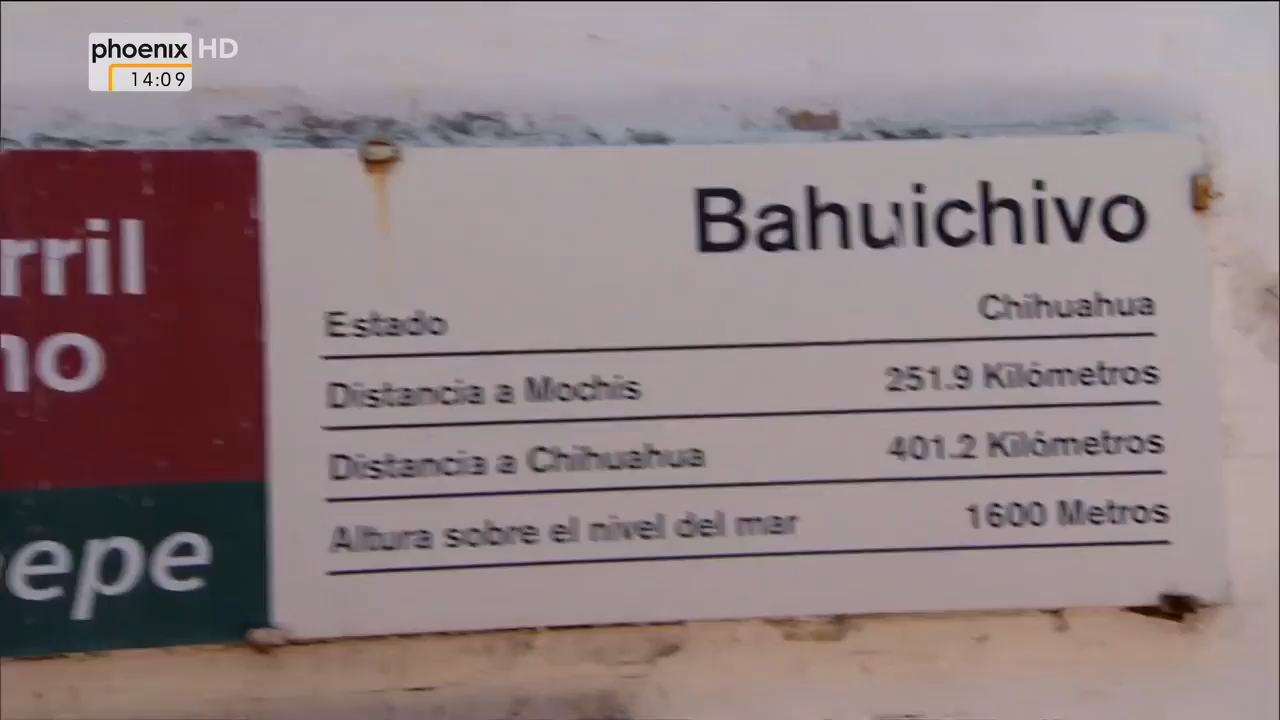 phoenix HD
14:09
rril
no
epe
Bahuichivo
Estado Chihuahua
Distancia a Mochis 251.9 Kilómetros
Distancia a Chihuahua 401.2 Kilómetros
Altura sobre el nivel del mar 1600 Metros